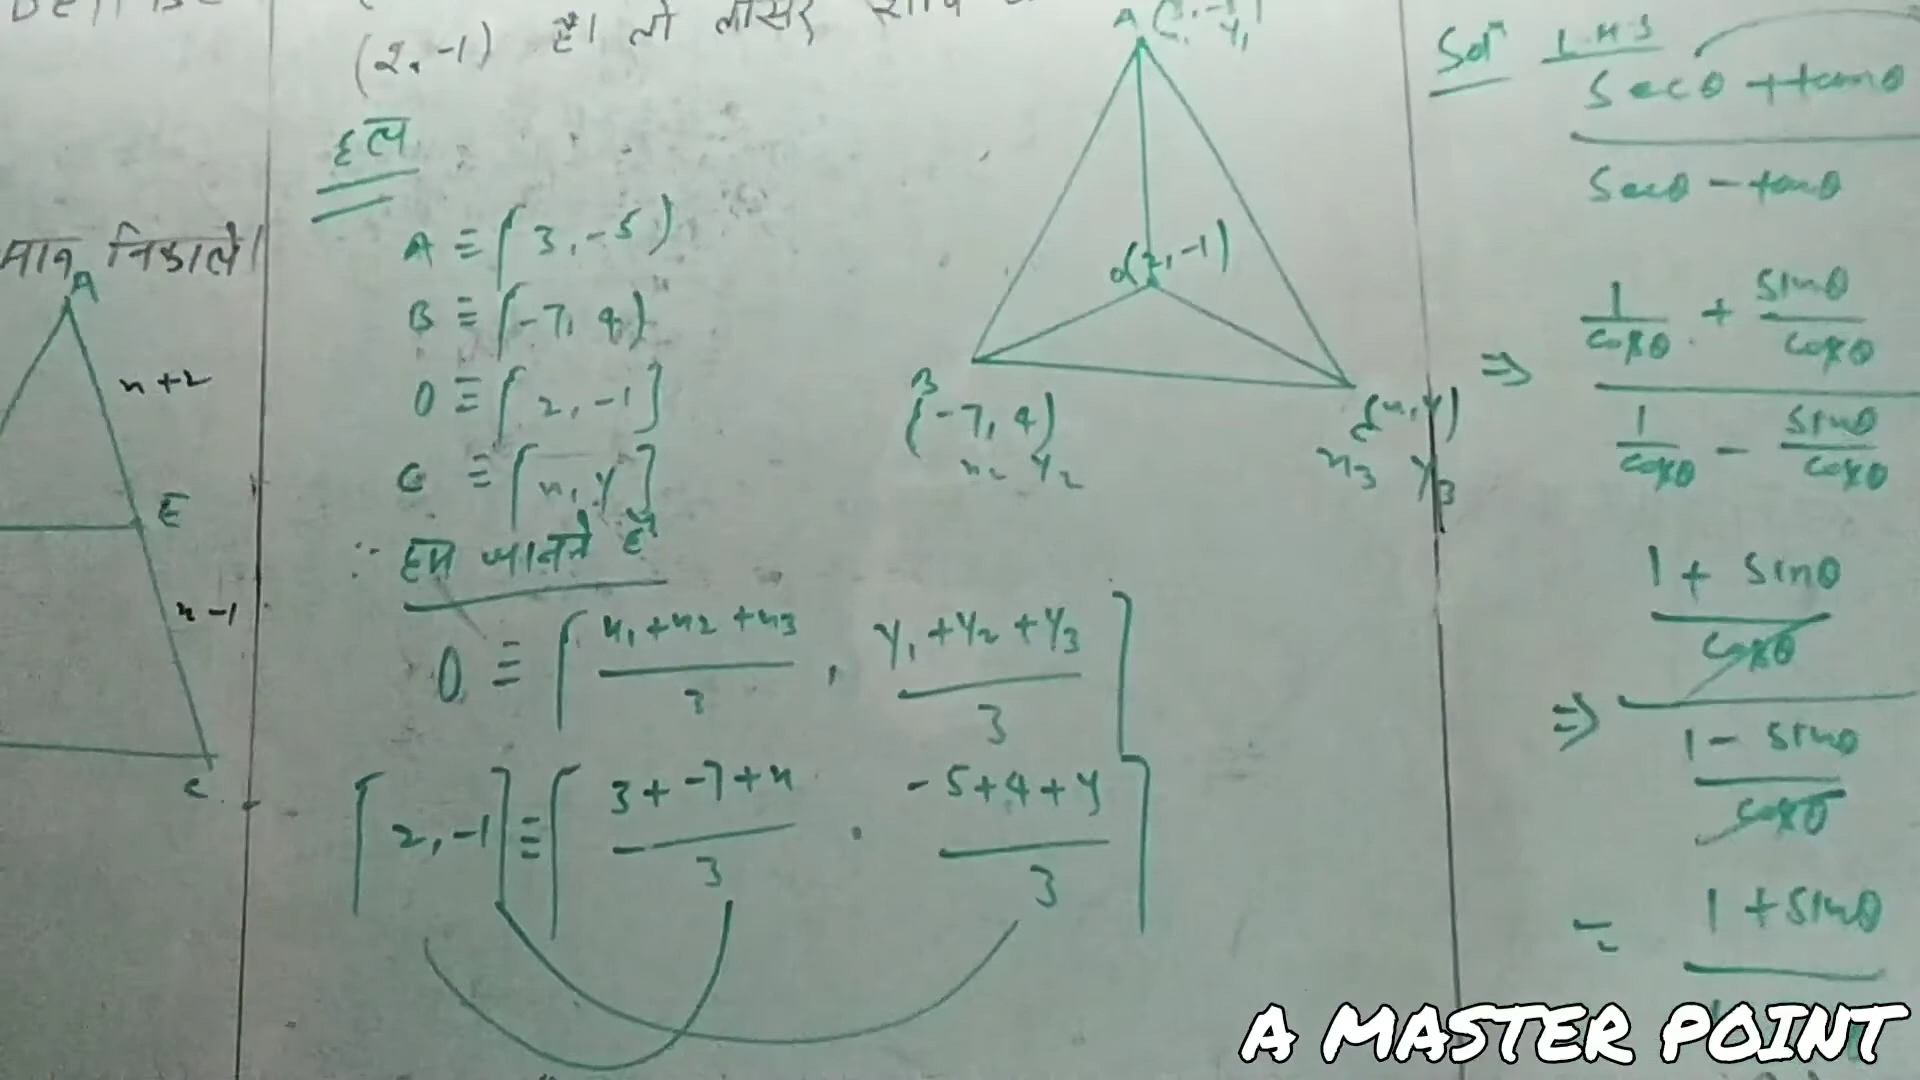 (2, -1) है। तो तीसरे
हल
A ≡ [3, -5)
B ≡ [-7, 4)
O ≡ [2, -1]
C ≡ [x, y]
∵ हम जानते हैं
O ≡ [x₁+x₂+x₃/3, y₁+y₂+y₃/3]
[2, -1] ≡ [3+-7+x/3, -5+4+y/3]
A
y₁
O(2, -1)
B
(-7, 4)
x₂ y₂
C(x, y)
x₃ y₃
मान निकाले।
A
x+2
E
x-1
C
Solⁿ L.H.S
secθ + tanθ
secθ - tanθ
⇒ 1/cosθ + sinθ/cosθ
1/cosθ - sinθ/cosθ
⇒ 1 + sinθ/cosθ
1 - sinθ/cosθ
= 1 + sinθ
A MASTER POINT